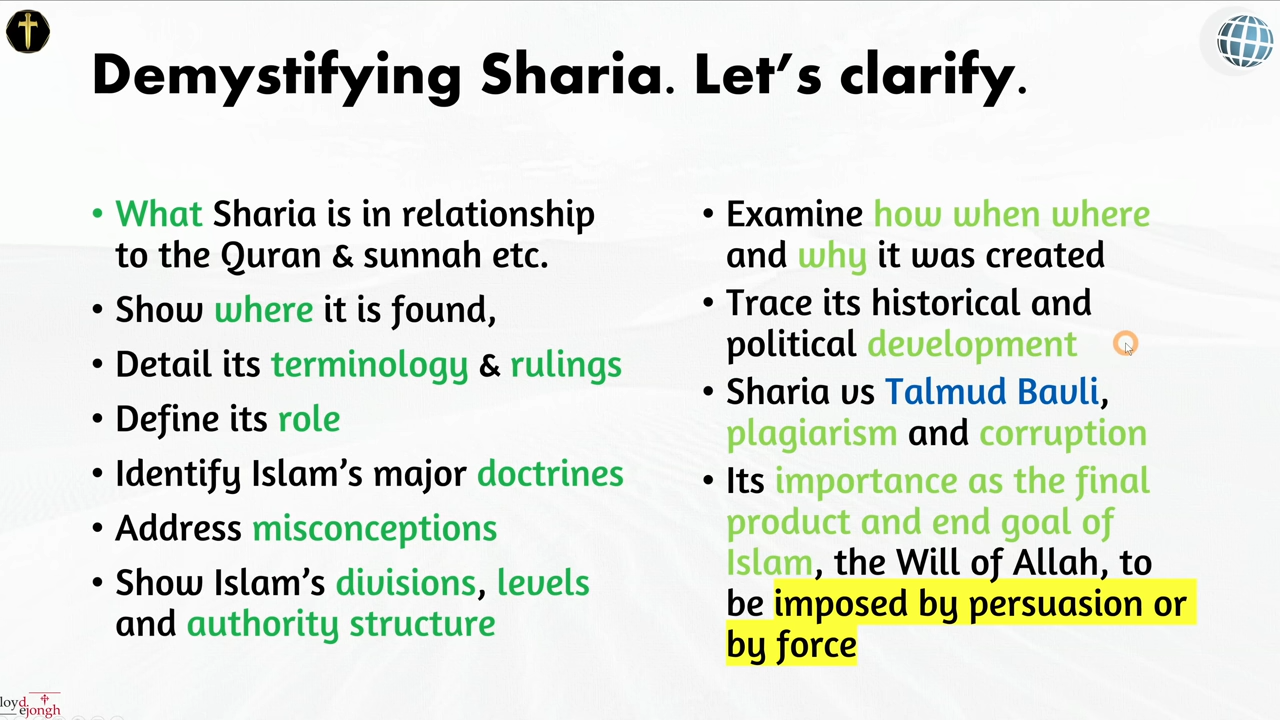 Demystifying Sharia. Let's clarify.
• What Sharia is in relationship
to the Quran & sunnah etc.
• Show where it is found,
• Detail its terminology & rulings
• Define its role
• Identify Islam's major doctrines
• Address misconceptions
• Show Islam's divisions, levels
and authority structure
• Examine how when where
and why it was created
• Trace its historical and
political development
• Sharia vs Talmud Bavli,
plagiarism and corruption
• Its importance as the final
product and end goal of
Islam, the Will of Allah, to
be imposed by persuasion or
by force
loyd
ejongh